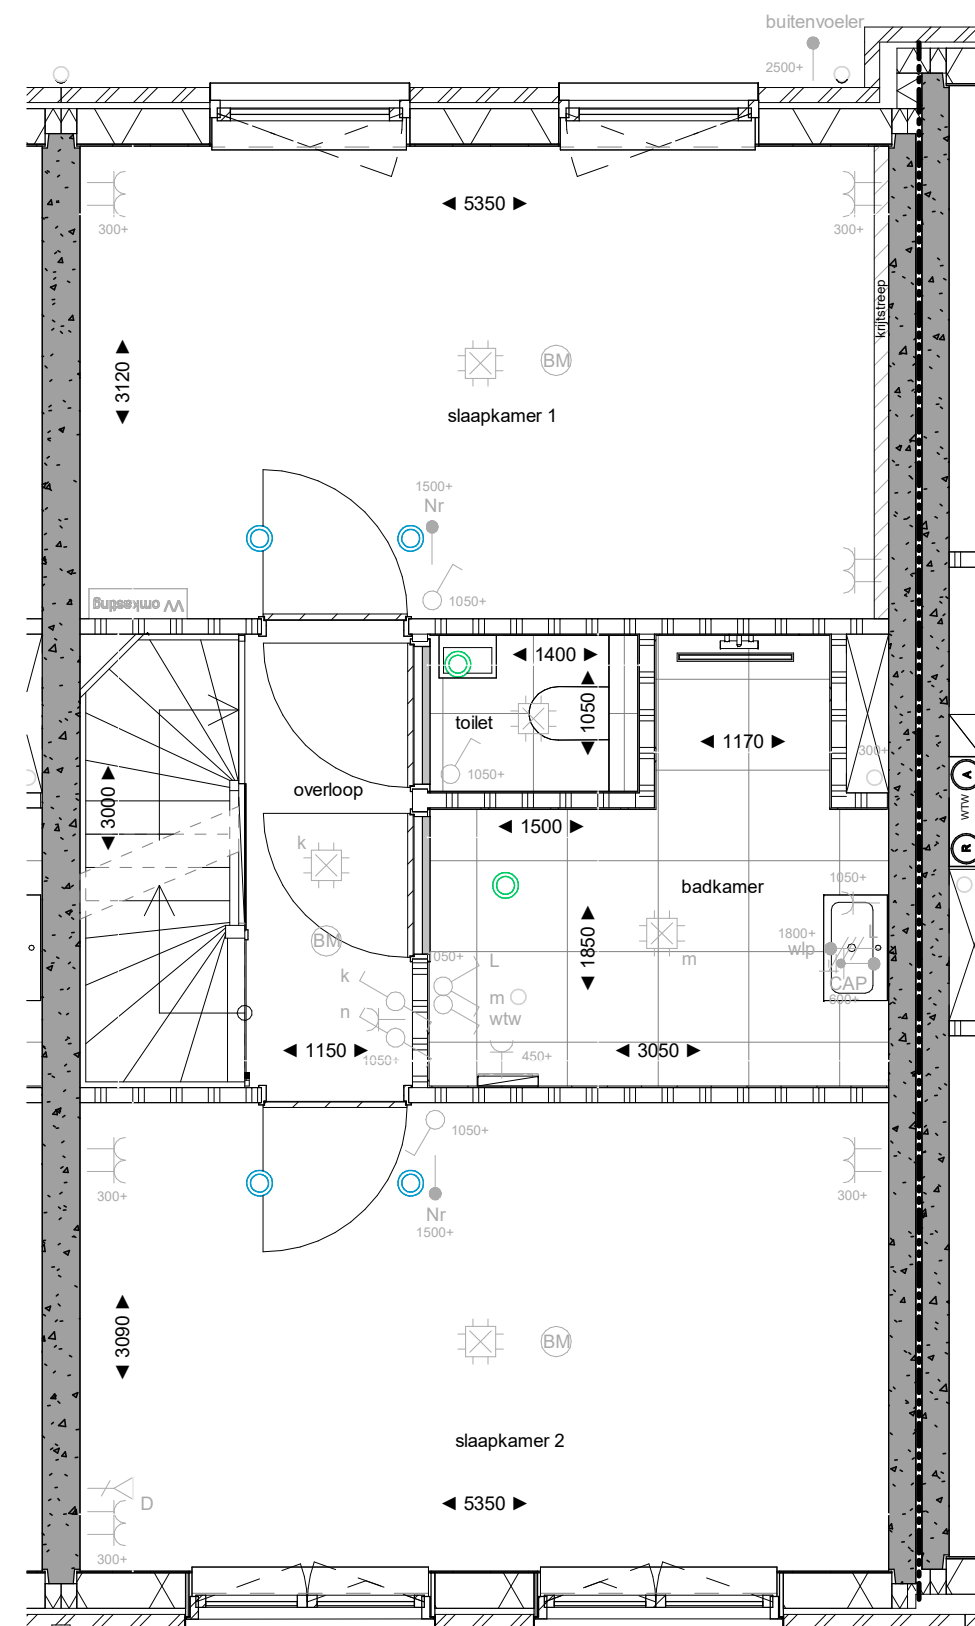 buitenvoeler
2500+
5350
300+
300+
krijtstreep
3120
BM
slaapkamer 1
1500+
Nr
1050+
VV omkasting
1400
1050
toilet
1170
1050+
300+
overloop
3000
WTW
A
R
1500
k
badkamer
1050+
BM
1850
1800+
wlp
L
m
CAP
600+
050+
L
k
m
n
wtw
1150
1050+
450+
3050
1050+
300+
300+
Nr
1500+
3090
BM
slaapkamer 2
D
5350
300+